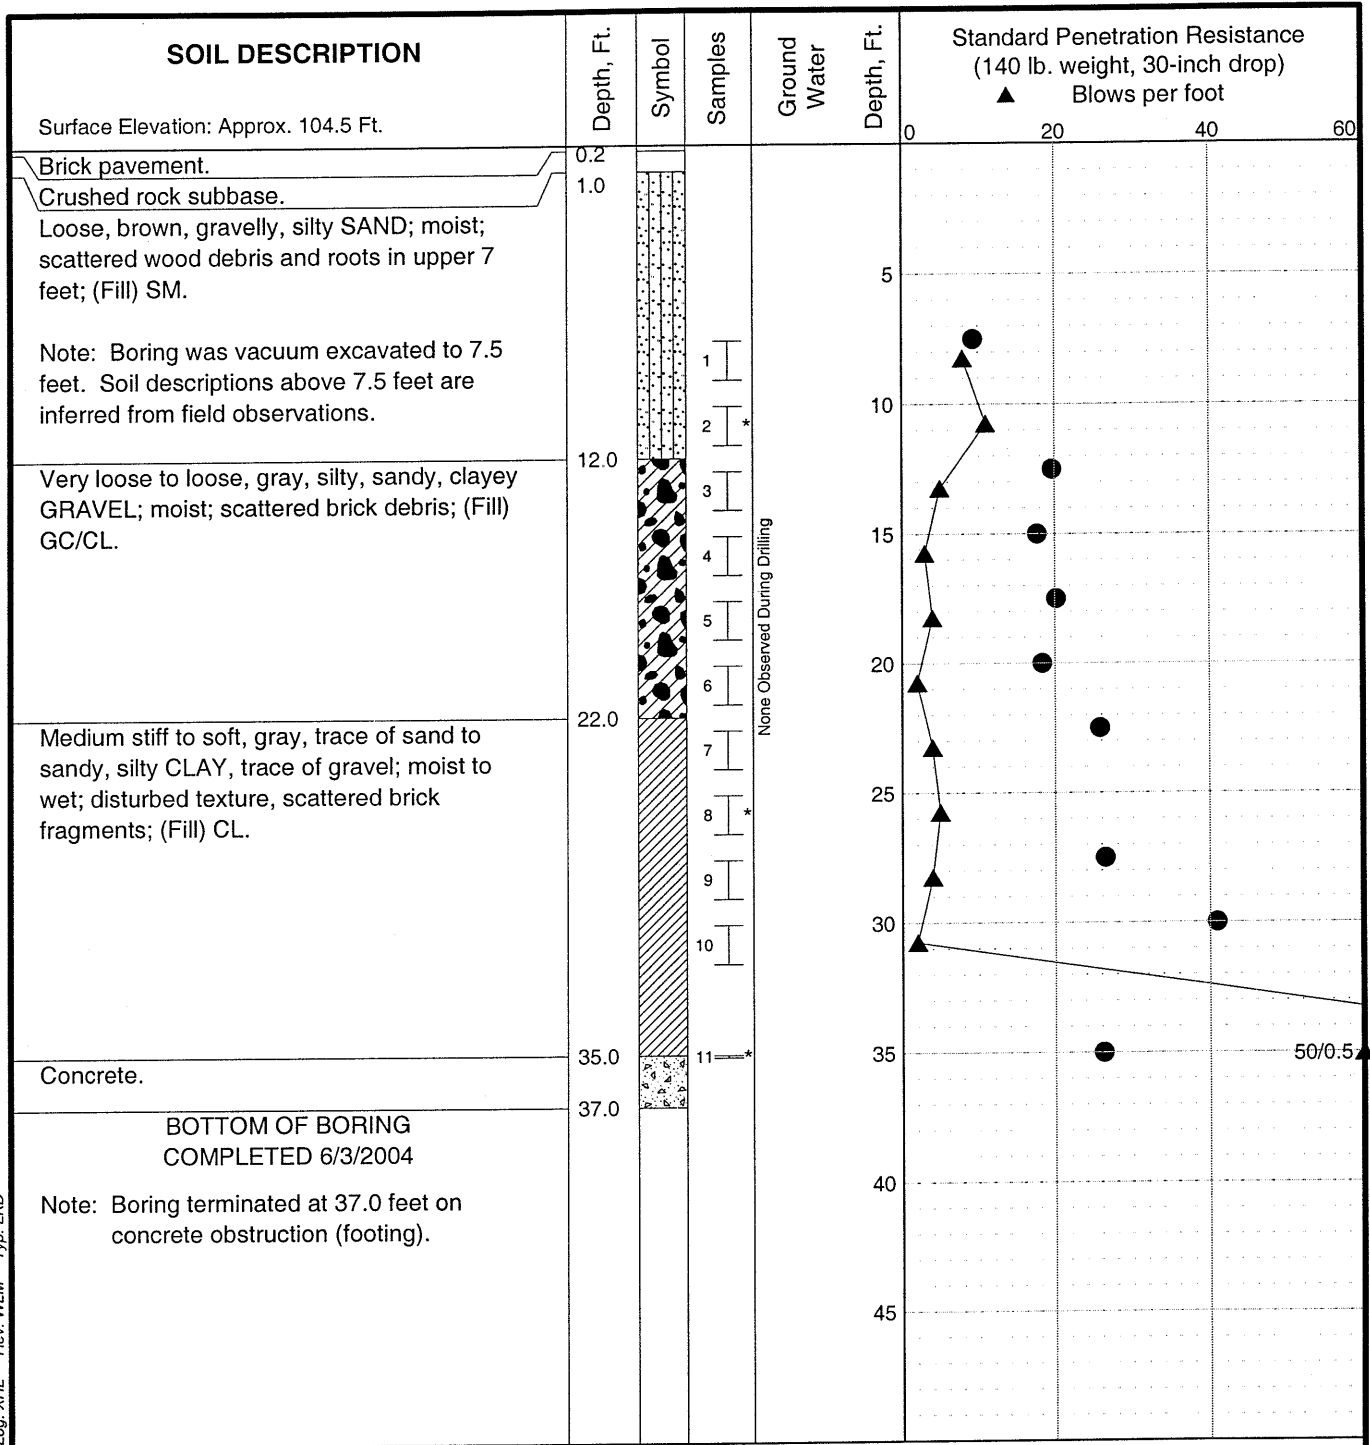 SOIL DESCRIPTION
Surface Elevation: Approx. 104.5 Ft.
Depth, Ft.
Symbol
Samples
Ground
Water
Depth, Ft.
Standard Penetration Resistance
(140 lb. weight, 30-inch drop)
▲ Blows per foot
0 20 40 60
Brick pavement.
0.2
Crushed rock subbase.
1.0
Loose, brown, gravelly, silty SAND; moist;
scattered wood debris and roots in upper 7
feet; (Fill) SM.
Note: Boring was vacuum excavated to 7.5
feet. Soil descriptions above 7.5 feet are
inferred from field observations.
12.0
Very loose to loose, gray, silty, sandy, clayey
GRAVEL; moist; scattered brick debris; (Fill)
GC/CL.
22.0
Medium stiff to soft, gray, trace of sand to
sandy, silty CLAY, trace of gravel; moist to
wet; disturbed texture, scattered brick
fragments; (Fill) CL.
35.0
Concrete.
37.0
BOTTOM OF BORING
COMPLETED 6/3/2004
Note: Boring terminated at 37.0 feet on
concrete obstruction (footing).
1
2 *
3
4
5
6
7
8 *
9
10
11 *
None Observed During Drilling
5
10
15
20
25
30
35
40
45
50/0.5